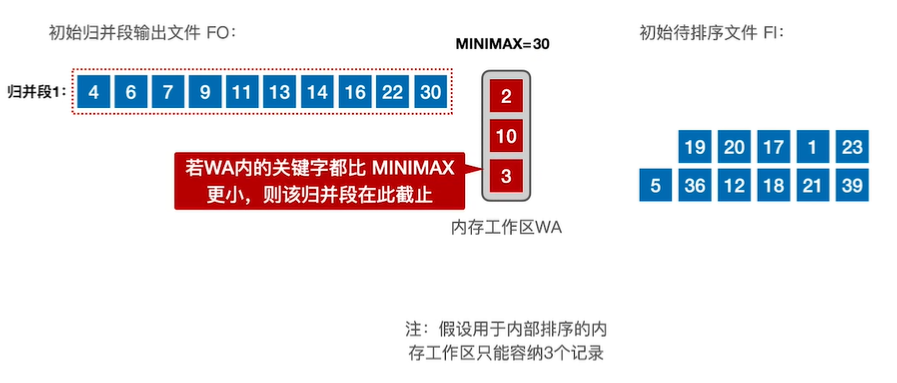 初始归并段输出文件 FO：
MINIMAX=30
初始待排序文件 FI：
归并段1：
4 6 7 9 11 13 14 16 22 30
2
10
3
若WA内的关键字都比 MINIMAX
更小，则该归并段在此截止
19 20 17 1 23
5 36 12 18 21 39
内存工作区WA
注：假设用于内部排序的内
存工作区只能容纳3个记录